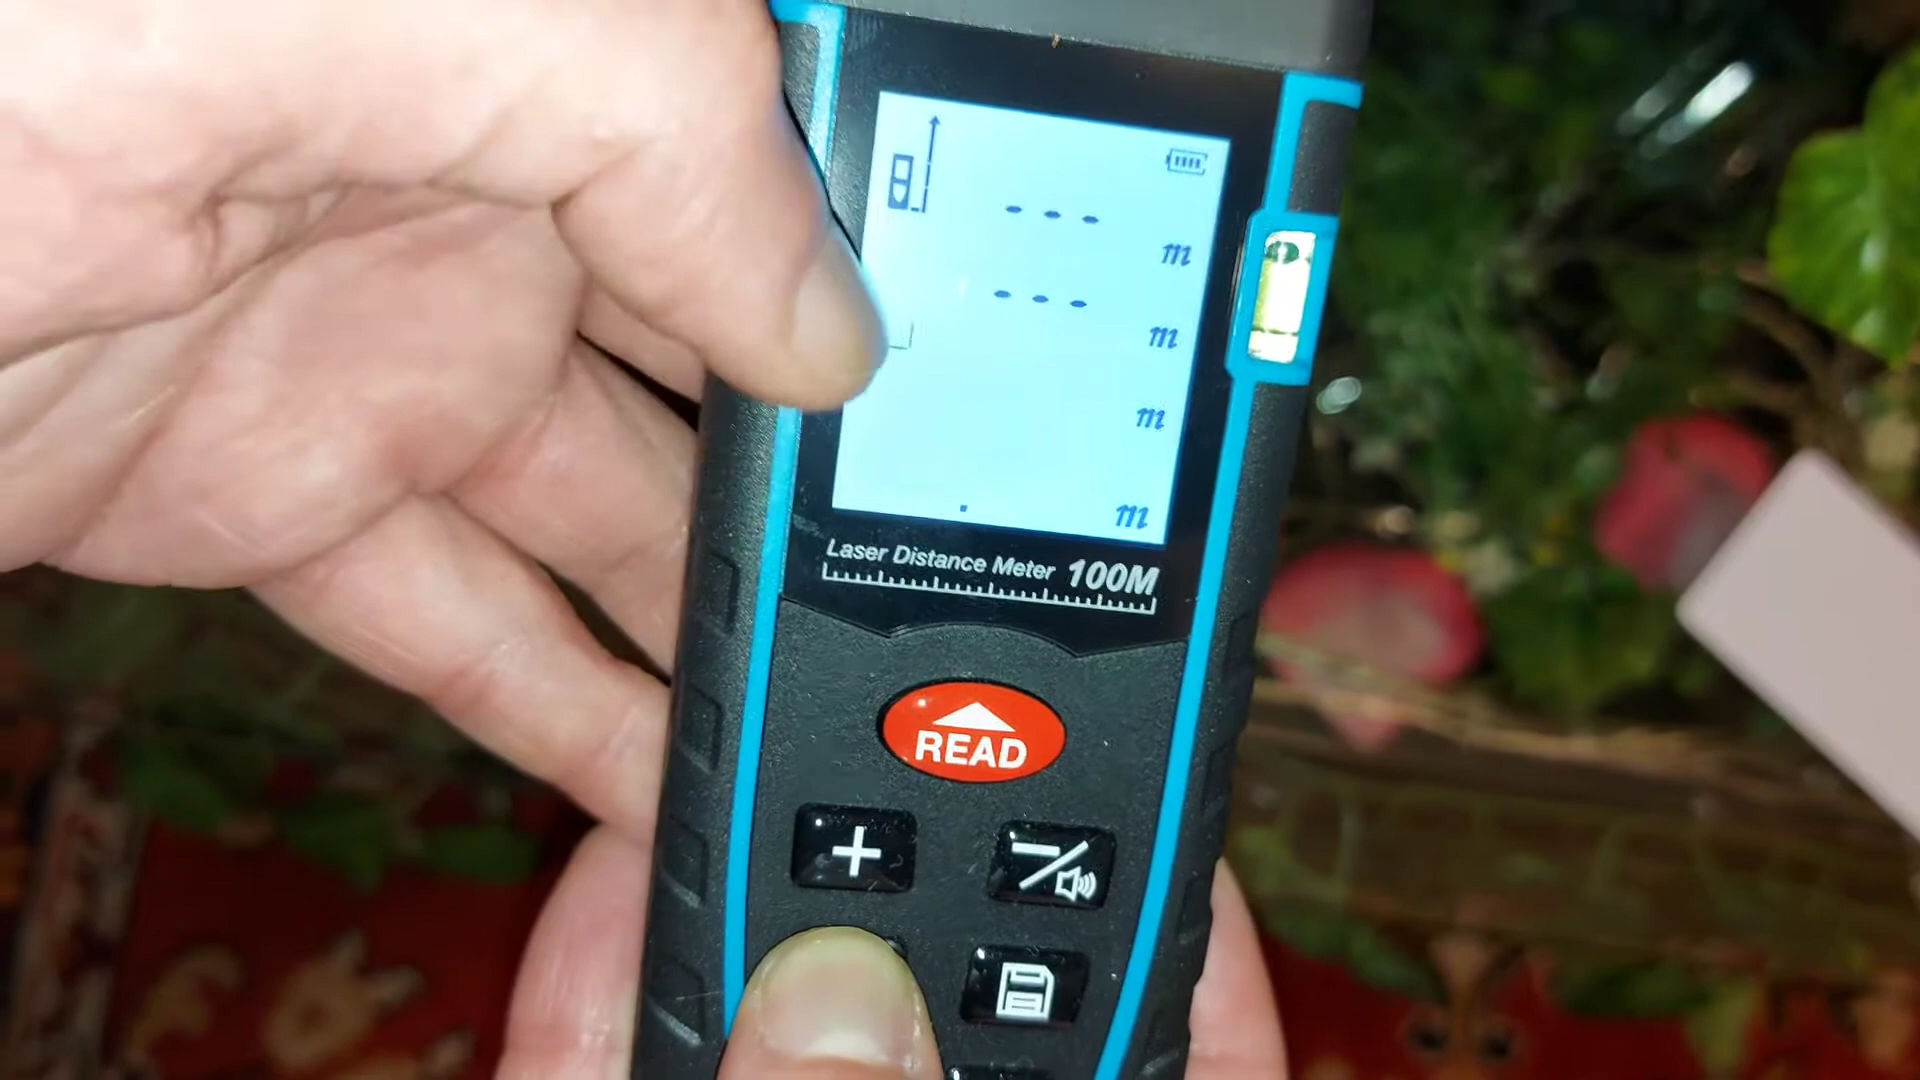 - - - m
- - - m
m
. m
Laser Distance Meter 100M
READ
+